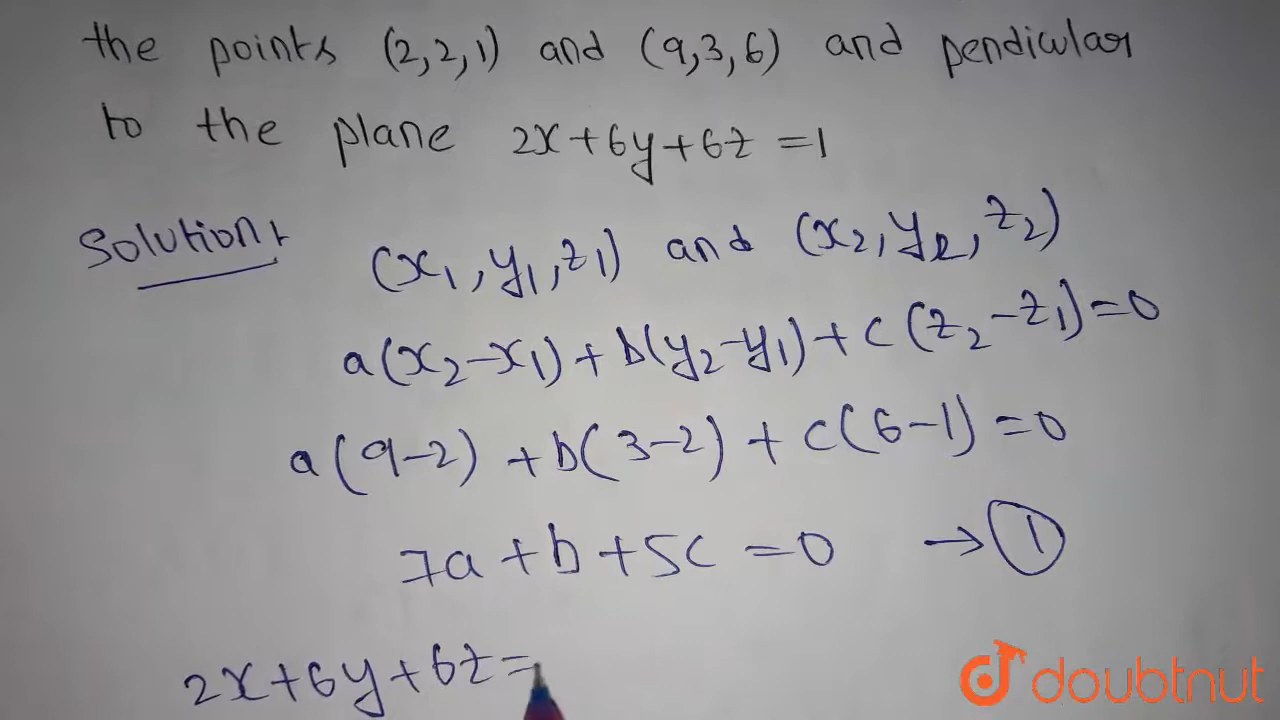 the points (2,2,1) and (9,3,6) and pendicular
to the plane 2x+6y+6z=1
Solution:
(x₁,y₁,z₁) and (x₂,y₂,z₂)
a(x₂-x₁)+b(y₂-y₁)+c(z₂-z₁)=0
a(9-2)+b(3-2)+c(6-1)=0
7a+b+5c=0 → ①
2x+6y+6z=
doubtnut